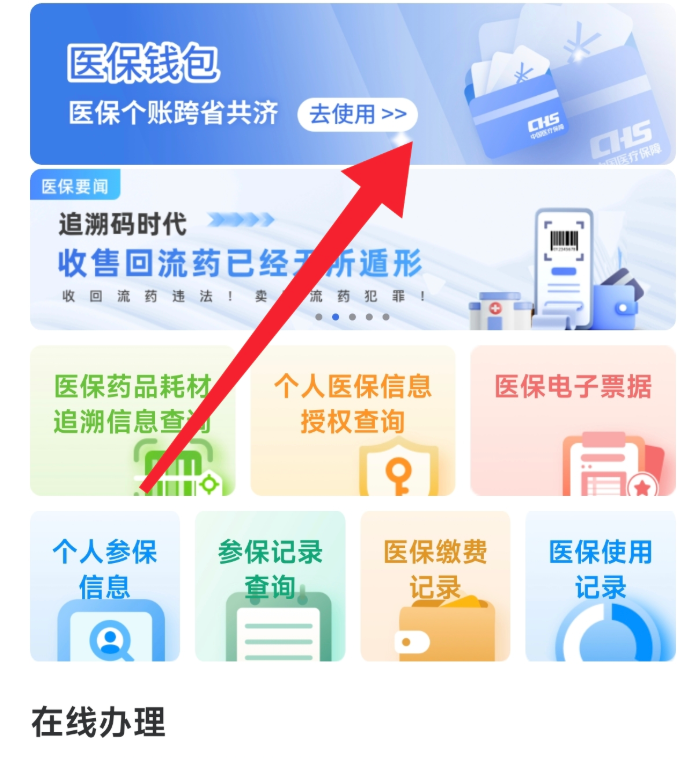 医保钱包
医保个账跨省共济 去使用 >>
CHS
中国医疗保障
CHS
中国医疗保障
医保要闻
追溯码时代
收售回流药已经无所遁形
收回流药违法！卖 流药犯罪！
医保药品耗材
追溯信息查询
个人医保信息
授权查询
医保电子票据
个人参保
信息
参保记录
查询
医保缴费
记录
医保使用
记录
在线办理